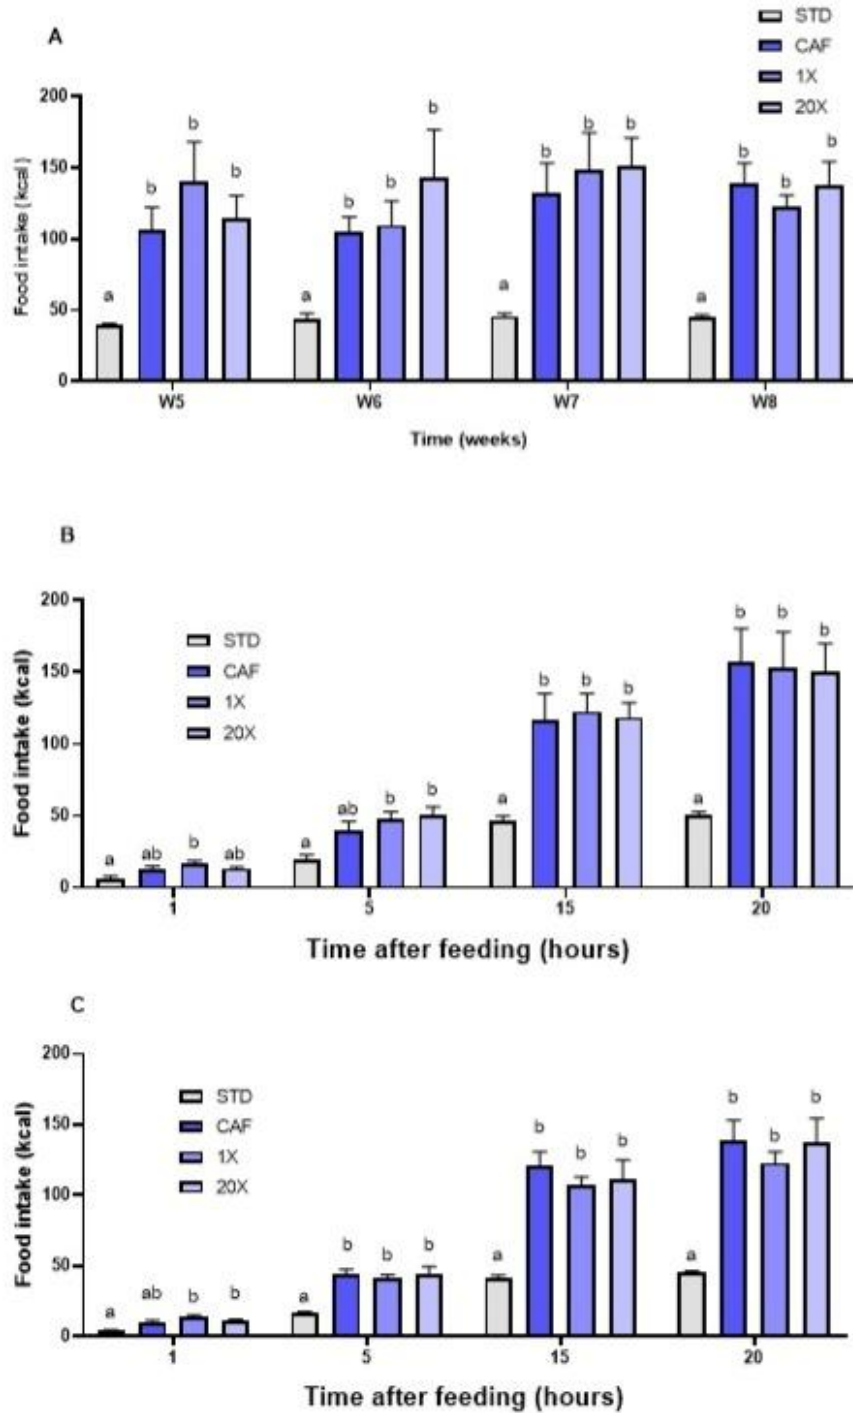 A
STD
CAF
1X
20X
200
150
100
50
0
Food intake (kcal)
b
b
b
a
b
b
b
a
b
b
b
a
b
b
b
a
W5
W6
W7
W8
Time (weeks)
B
STD
CAF
1X
20X
200
150
100
50
0
Food intake (kcal)
a
ab
b
ab
a
ab
b
b
a
b
b
b
a
b
b
b
1
5
15
20
Time after feeding (hours)
C
STD
CAF
1X
20X
200
150
100
50
0
Food intake (kcal)
a
ab
b
b
a
b
b
b
a
b
b
b
a
b
b
b
1
5
15
20
Time after feeding (hours)